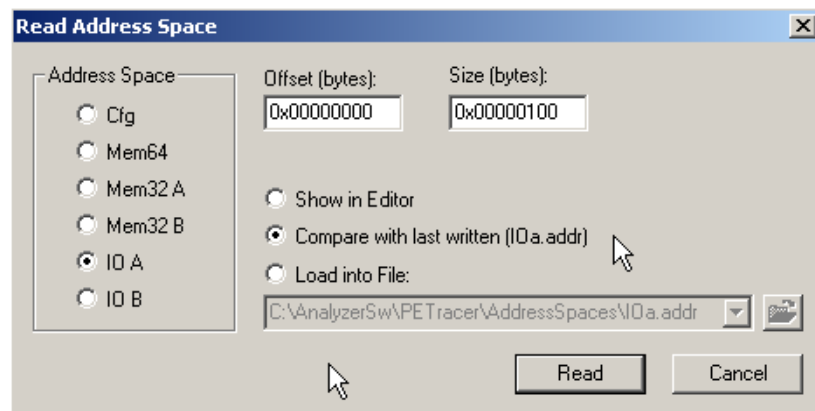 Read Address Space
Address Space
Cfg
Mem64
Mem32 A
Mem32 B
IO A
IO B
Offset (bytes):
0x00000000
Size (bytes):
0x00000100
Show in Editor
Compare with last written (IOa.addr)
Load into File:
C:\AnalyzerSw\PETracer\AddressSpaces\IOa.addr
Read
Cancel